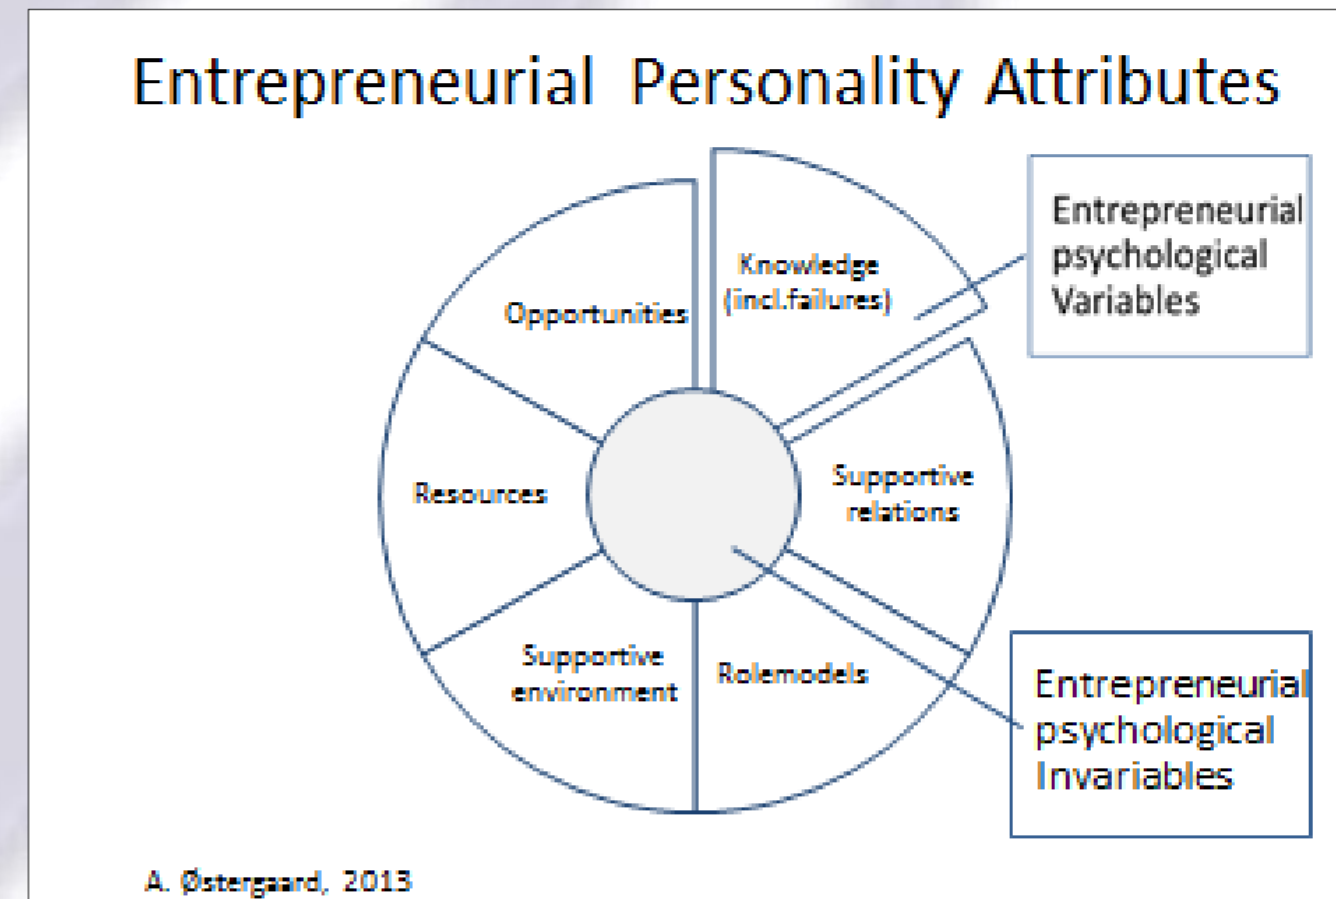 Entrepreneurial Personality Attributes
Knowledge
(incl.failures)
Entrepreneurial
psychological
Variables
Opportunities
Resources
Supportive
relations
Supportive
environment
Rolemodels
Entrepreneurial
psychological
Invariables
A. Østergaard, 2013